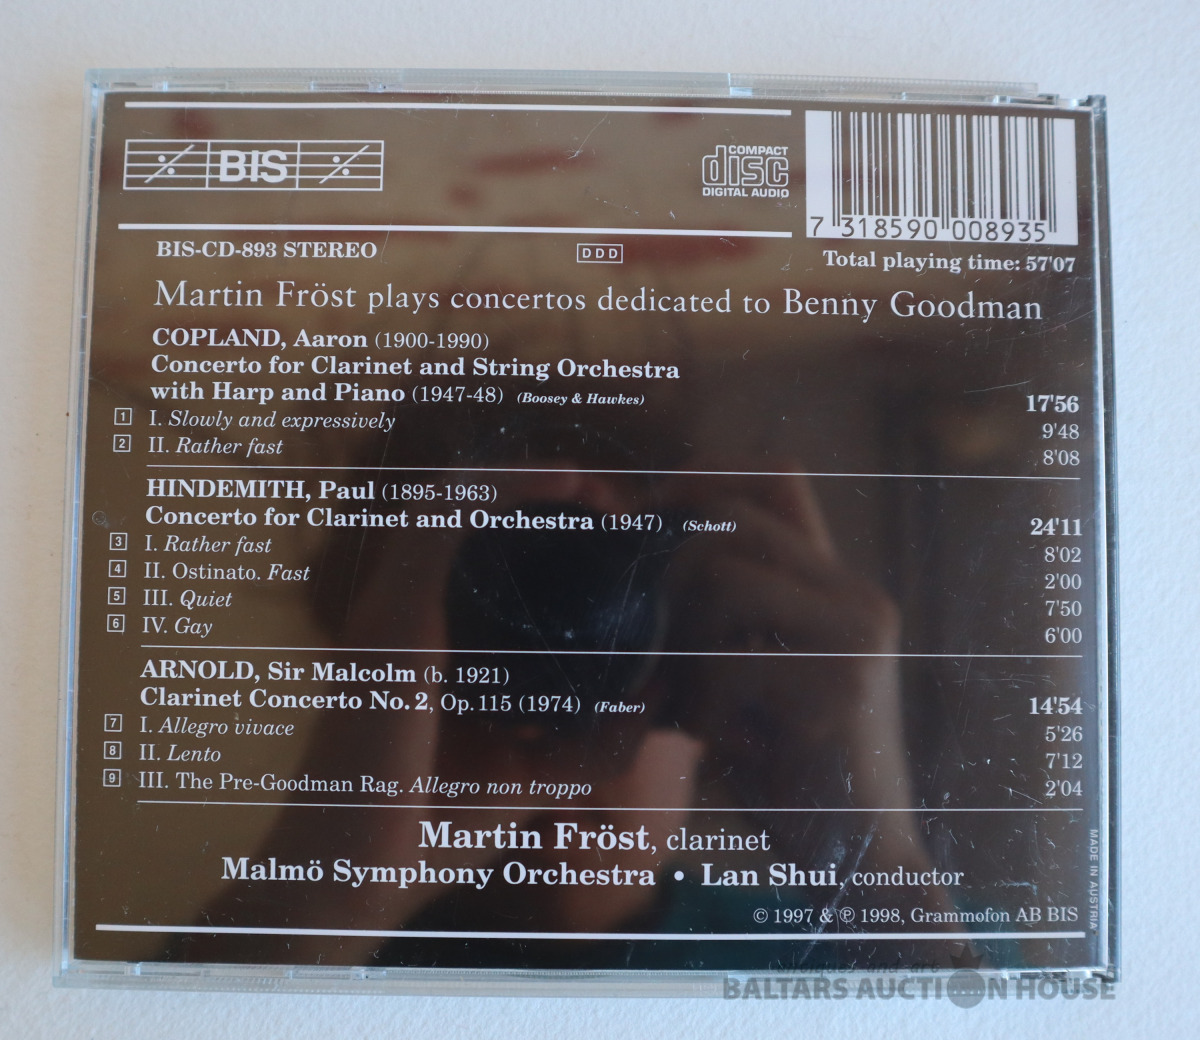 BIS
COMPACT
disc
DIGITAL AUDIO
7 318590 008935
BIS-CD-893 STEREO
DDD
Total playing time: 57'07
Martin Fröst plays concertos dedicated to Benny Goodman
COPLAND, Aaron (1900-1990)
Concerto for Clarinet and String Orchestra
with Harp and Piano (1947-48) (Boosey & Hawkes) 17'56
1 I. Slowly and expressively 9'48
2 II. Rather fast 8'08
HINDEMITH, Paul (1895-1963)
Concerto for Clarinet and Orchestra (1947) (Schott) 24'11
3 I. Rather fast 8'02
4 II. Ostinato. Fast 2'00
5 III. Quiet 7'50
6 IV. Gay 6'00
ARNOLD, Sir Malcolm (b. 1921)
Clarinet Concerto No. 2, Op. 115 (1974) (Faber) 14'54
7 I. Allegro vivace 5'26
8 II. Lento 7'12
9 III. The Pre-Goodman Rag. Allegro non troppo 2'04
Martin Fröst, clarinet
Malmö Symphony Orchestra • Lan Shui, conductor
© 1997 & ℗ 1998, Grammofon AB BIS
MADE IN AUSTRIA
antiques and art
BALTARS AUCTION HOUSE